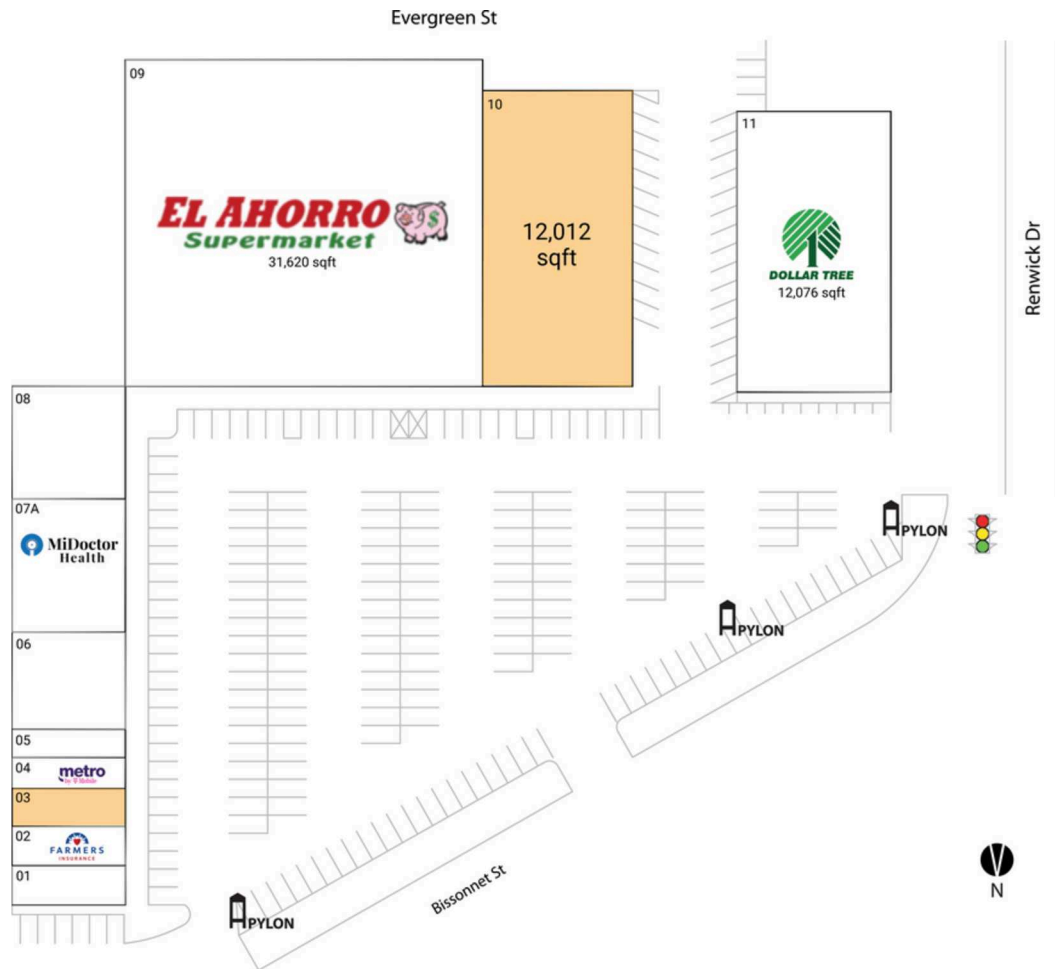 Evergreen St
09
10
11
EL AHORRO
Supermarket
$
31,620 sqft
12,012
sqft
DOLLAR TREE
12,076 sqft
Renwick Dr
08
07A
MiDoctor
Health
06
PYLON
PYLON
05
04
metro
by T Mobile
03
02
FARMERS
INSURANCE
01
PYLON
Bissonnet St
N